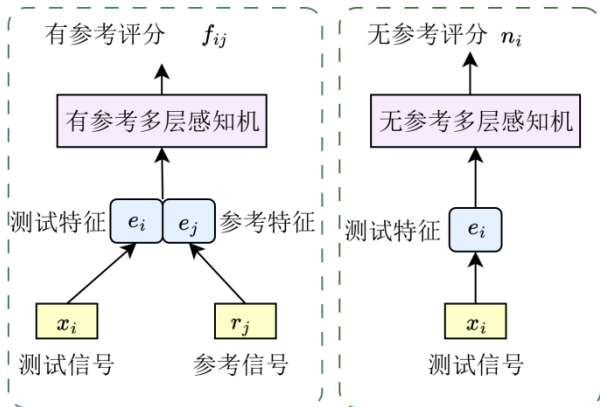 有参考评分 f_{ij}
有参考多层感知机
测试特征 e_i e_j 参考特征
x_i r_j
测试信号 参考信号
无参考评分 n_i
无参考多层感知机
测试特征 e_i
x_i
测试信号